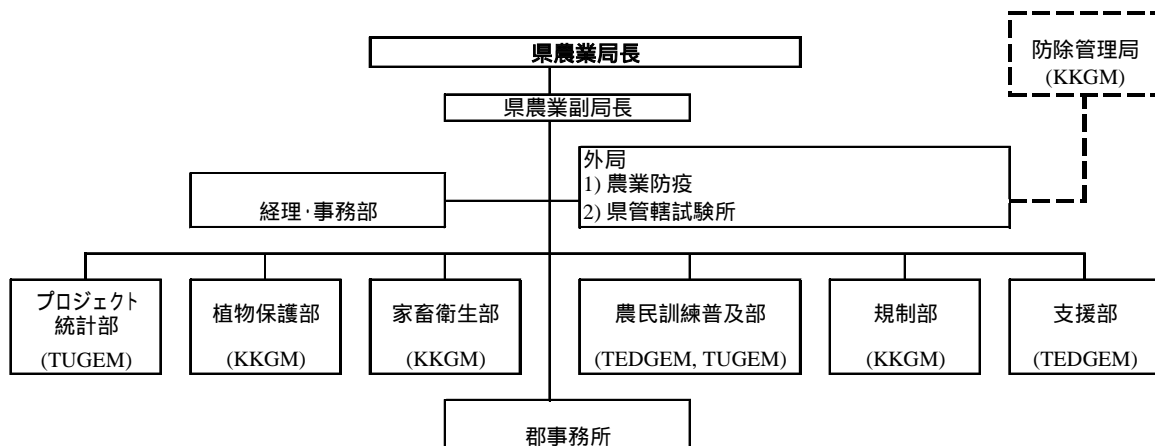 県農業局長
防除管理局
(KKGM)
県農業副局長
外局
1) 農業防疫
2) 県管轄試験所
経理·事務部
プロジェクト
統計部
(TUGEM)
植物保護部
(KKGM)
家畜衛生部
(KKGM)
農民訓練普及部
(TEDGEM, TUGEM)
規制部
(KKGM)
支援部
(TEDGEM)
郡事務所